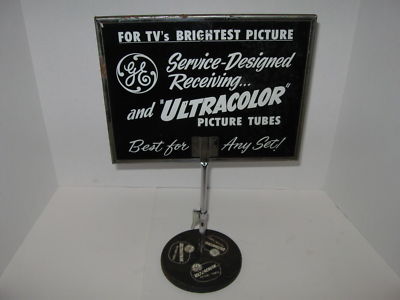 FOR TV's BRIGHTEST PICTURE
GE
Service-Designed
Receiving...
and "ULTRACOLOR"
PICTURE TUBES
Best for Any Set!